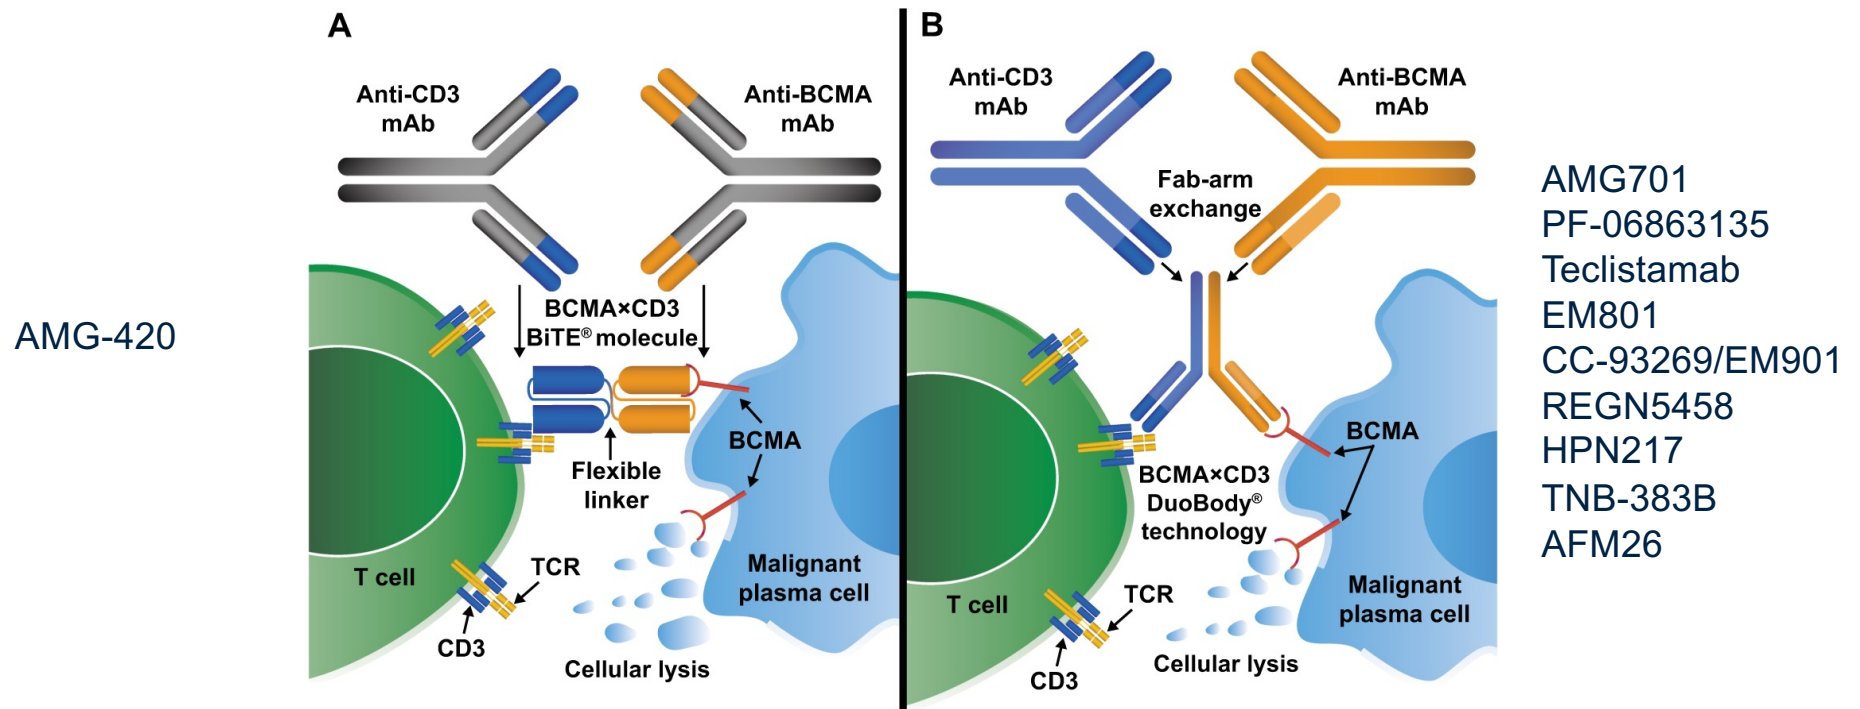 AMG-420
A
Anti-CD3
mAb
Anti-BCMA
mAb
BCMA×CD3
BiTE® molecule
BCMA
Flexible
linker
T cell
TCR
CD3
Malignant
plasma cell
Cellular lysis
B
Anti-CD3
mAb
Anti-BCMA
mAb
Fab-arm
exchange
BCMA
BCMA×CD3
DuoBody®
technology
T cell
TCR
CD3
Malignant
plasma cell
Cellular lysis
AMG701
PF-06863135
Teclistamab
EM801
CC-93269/EM901
REGN5458
HPN217
TNB-383B
AFM26